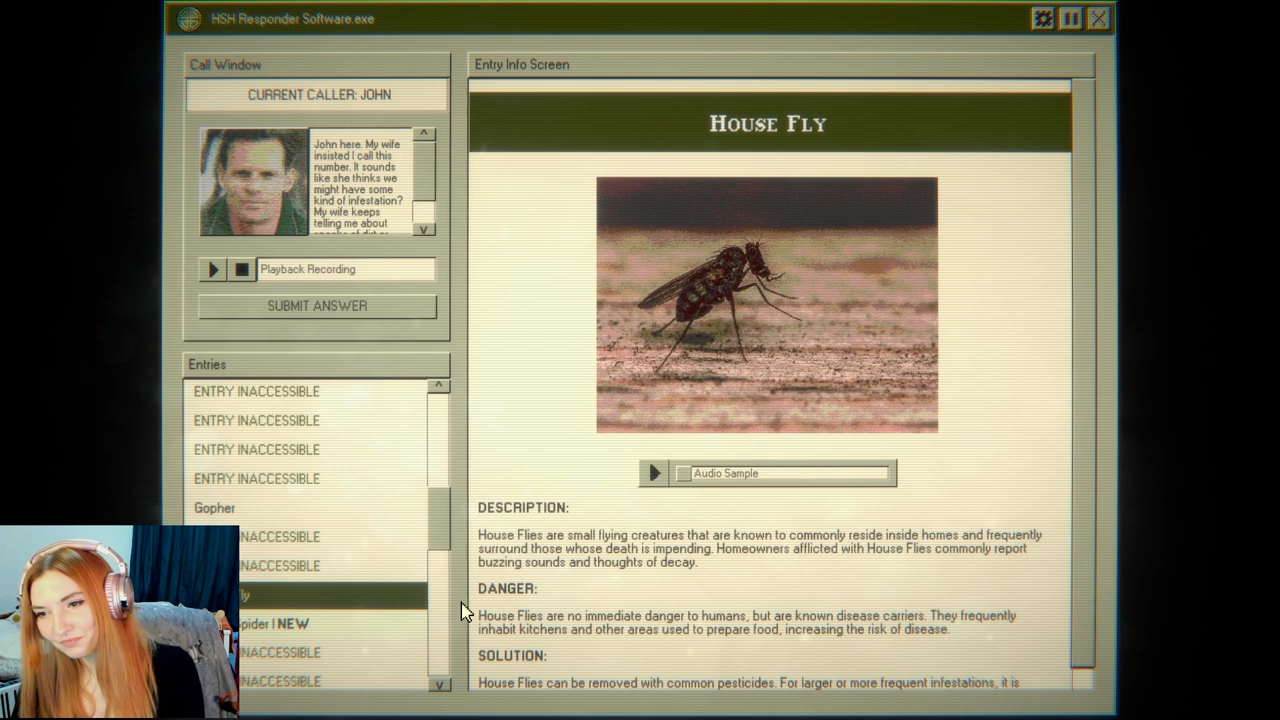 HSH Responder Software.exe
Call Window
CURRENT CALLER: JOHN
John here. My wife
insisted I call this
number. It sounds
like she thinks we
might have some
kind of infestation?
My wife keeps
telling me about
Playback Recording
SUBMIT ANSWER
Entries
ENTRY INACCESSIBLE
ENTRY INACCESSIBLE
ENTRY INACCESSIBLE
ENTRY INACCESSIBLE
Gopher
INACCESSIBLE
INACCESSIBLE
ly
pider | NEW
INACCESSIBLE
INACCESSIBLE
Entry Info Screen
House Fly
Audio Sample
DESCRIPTION:
House Flies are small flying creatures that are known to commonly reside inside homes and frequently
surround those whose death is impending. Homeowners afflicted with House Flies commonly report
buzzing sounds and thoughts of decay.
DANGER:
House Flies are no immediate danger to humans, but are known disease carriers. They frequently
inhabit kitchens and other areas used to prepare food, increasing the risk of disease.
SOLUTION:
House Flies can be removed with common pesticides. For larger or more frequent infestations, it is